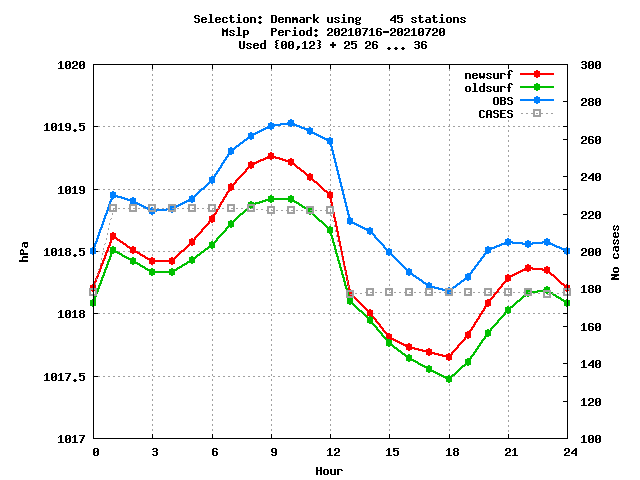 Selection: Denmark using    45 stations
Mslp   Period: 20210716-20210720
Used {00,12} + 25 26 ... 36
newsurf
oldsurf
OBS
CASES
1020
1019.5
1019
1018.5
1018
1017.5
1017
hPa
300
280
260
240
220
200
180
160
140
120
100
No cases
0 3 6 9 12 15 18 21 24
Hour